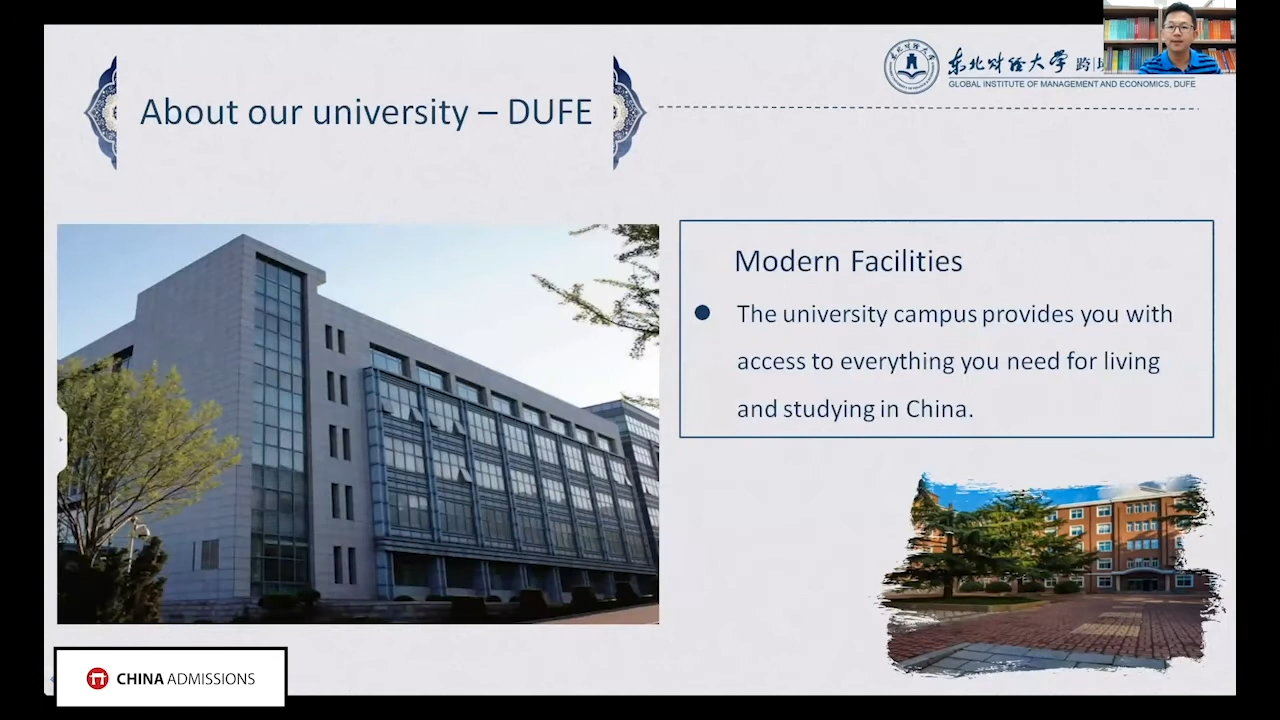 About our university – DUFE
东北财经大学 跨境
GLOBAL INSTITUTE OF MANAGEMENT AND ECONOMICS, DUFE
Modern Facilities
The university campus provides you with
access to everything you need for living
and studying in China.
CHINA ADMISSIONS